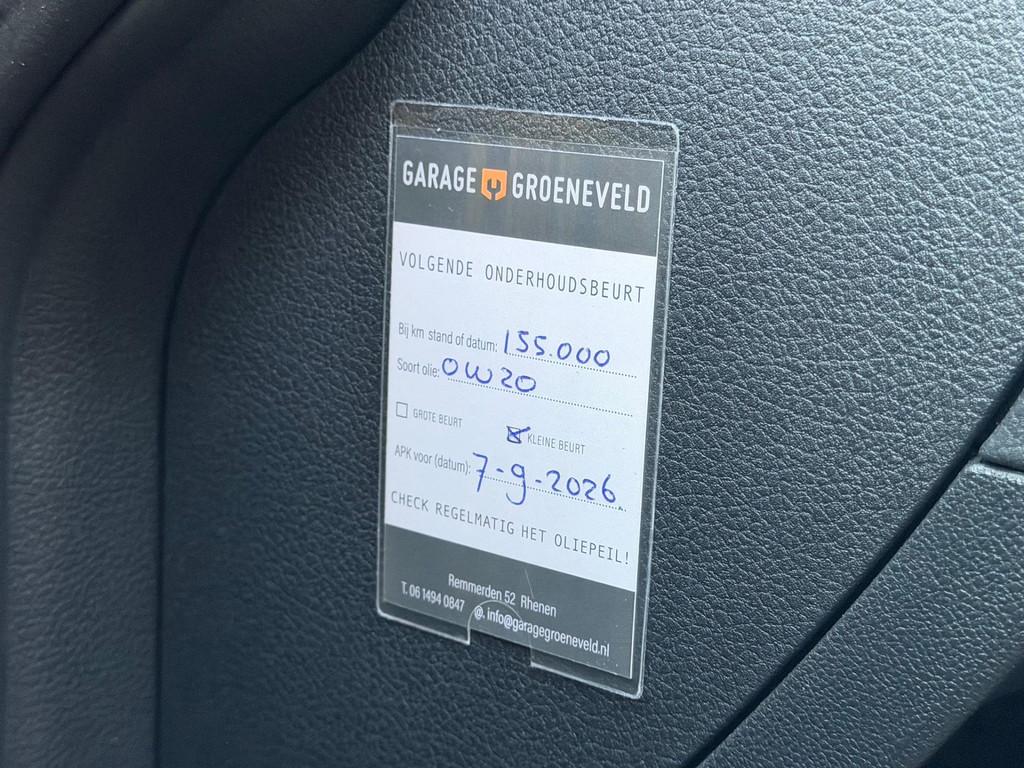 GARAGE GROENEVELD
VOLGENDE ONDERHOUDSBEURT
Bij km stand of datum: 155.000
Soort olie: 0W20
GROTE BEURT
KLEINE BEURT
APK voor (datum): 7-9-2026
CHECK REGELMATIG HET OLIEPEIL!
Remmerden 52 Rhenen
T. 06 1494 0847 @. info@garagegroeneveld.nl